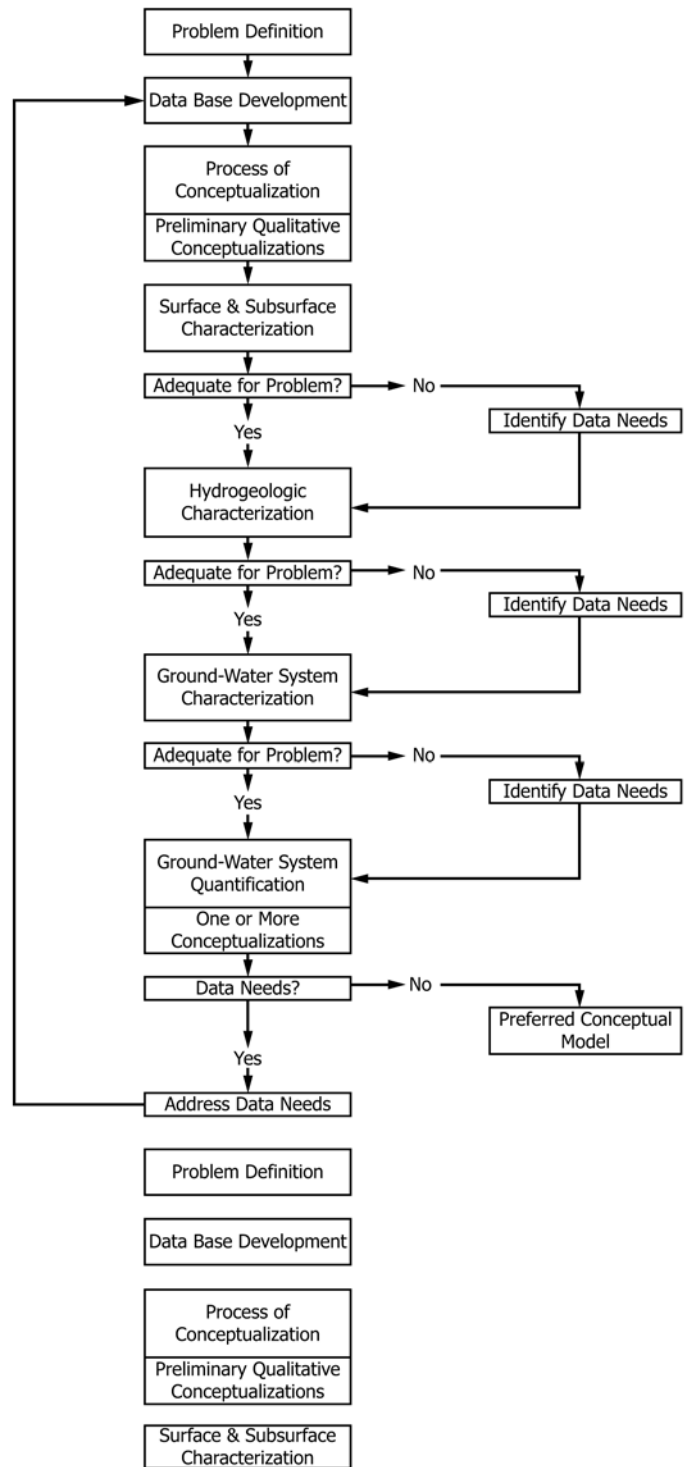 Problem Definition
Data Base Development
Process of
Conceptualization
Preliminary Qualitative
Conceptualizations
Surface & Subsurface
Characterization
Adequate for Problem?
No
Identify Data Needs
Yes
Hydrogeologic
Characterization
Adequate for Problem?
No
Identify Data Needs
Yes
Ground-Water System
Characterization
Adequate for Problem?
No
Identify Data Needs
Yes
Ground-Water System
Quantification
One or More
Conceptualizations
Data Needs?
No
Preferred Conceptual
Model
Yes
Address Data Needs
Problem Definition
Data Base Development
Process of
Conceptualization
Preliminary Qualitative
Conceptualizations
Surface & Subsurface
Characterization